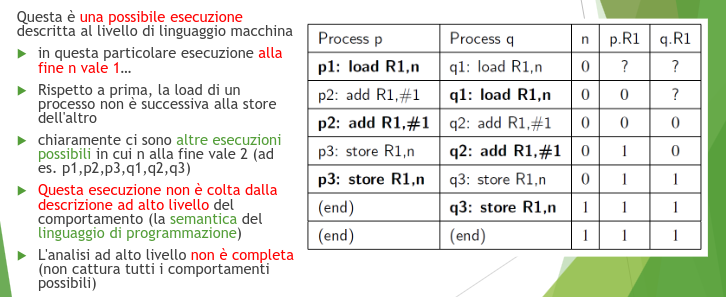 Questa è una possibile esecuzione
descritta al livello di linguaggio macchina
in questa particolare esecuzione alla
fine n vale 1…
Rispetto a prima, la load di un
processo non è successiva alla store
dell'altro
chiaramente ci sono altre esecuzioni
possibili in cui n alla fine vale 2 (ad
es. p1,p2,p3,q1,q2,q3)
Questa esecuzione non è colta dalla
descrizione ad alto livello del
comportamento (la semantica del
linguaggio di programmazione)
L'analisi ad alto livello non è completa
(non cattura tutti i comportamenti
possibili)
Process p Process q n p.R1 q.R1
p1: load R1,n q1: load R1,n 0 ? ?
p2: add R1,#1 q1: load R1,n 0 0 ?
p2: add R1,#1 q2: add R1,#1 0 0 0
p3: store R1,n q2: add R1,#1 0 1 0
p3: store R1,n q3: store R1,n 0 1 1
(end) q3: store R1,n 1 1 1
(end) (end) 1 1 1